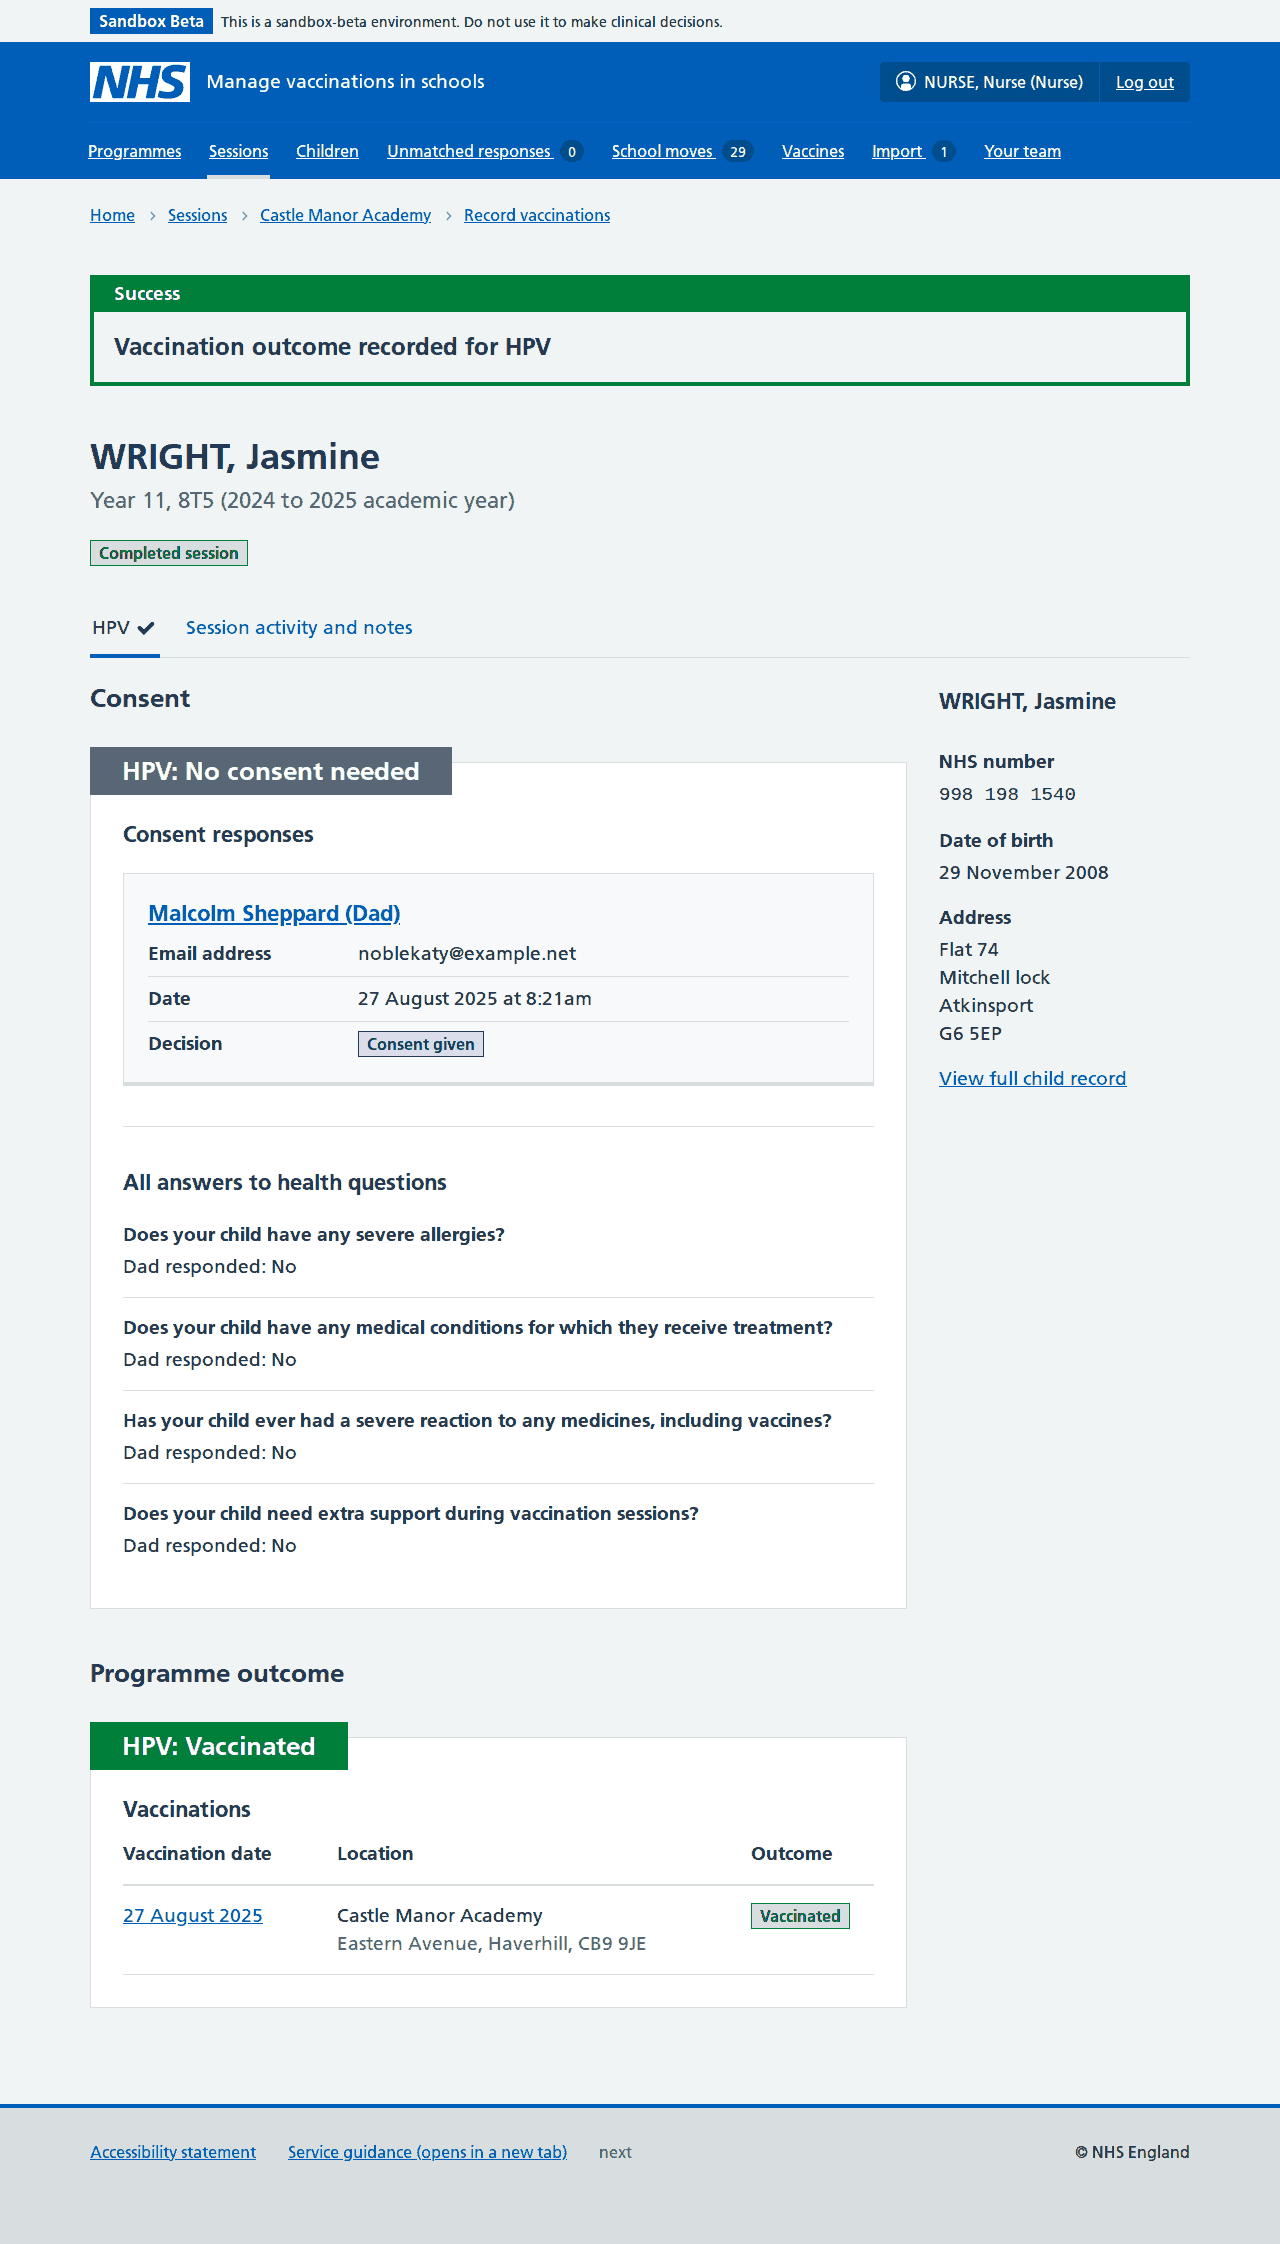 Sandbox Beta This is a sandbox-beta environment. Do not use it to make clinical decisions.
NHS Manage vaccinations in schools NURSE, Nurse (Nurse) Log out
Programmes Sessions Children Unmatched responses 0 School moves 29 Vaccines Import 1 Your team
Home Sessions Castle Manor Academy Record vaccinations
Success
Vaccination outcome recorded for HPV
WRIGHT, Jasmine
Year 11, 8T5 (2024 to 2025 academic year)
Completed session
HPV Session activity and notes
Consent
HPV: No consent needed
Consent responses
Malcolm Sheppard (Dad)
Email address noblekaty@example.net
Date 27 August 2025 at 8:21am
Decision Consent given
All answers to health questions
Does your child have any severe allergies?
Dad responded: No
Does your child have any medical conditions for which they receive treatment?
Dad responded: No
Has your child ever had a severe reaction to any medicines, including vaccines?
Dad responded: No
Does your child need extra support during vaccination sessions?
Dad responded: No
WRIGHT, Jasmine
NHS number
998 198 1540
Date of birth
29 November 2008
Address
Flat 74
Mitchell lock
Atkinsport
G6 5EP
View full child record
Programme outcome
HPV: Vaccinated
Vaccinations
Vaccination date Location Outcome
27 August 2025 Castle Manor Academy Vaccinated
Eastern Avenue, Haverhill, CB9 9JE
Accessibility statement Service guidance (opens in a new tab) next © NHS England